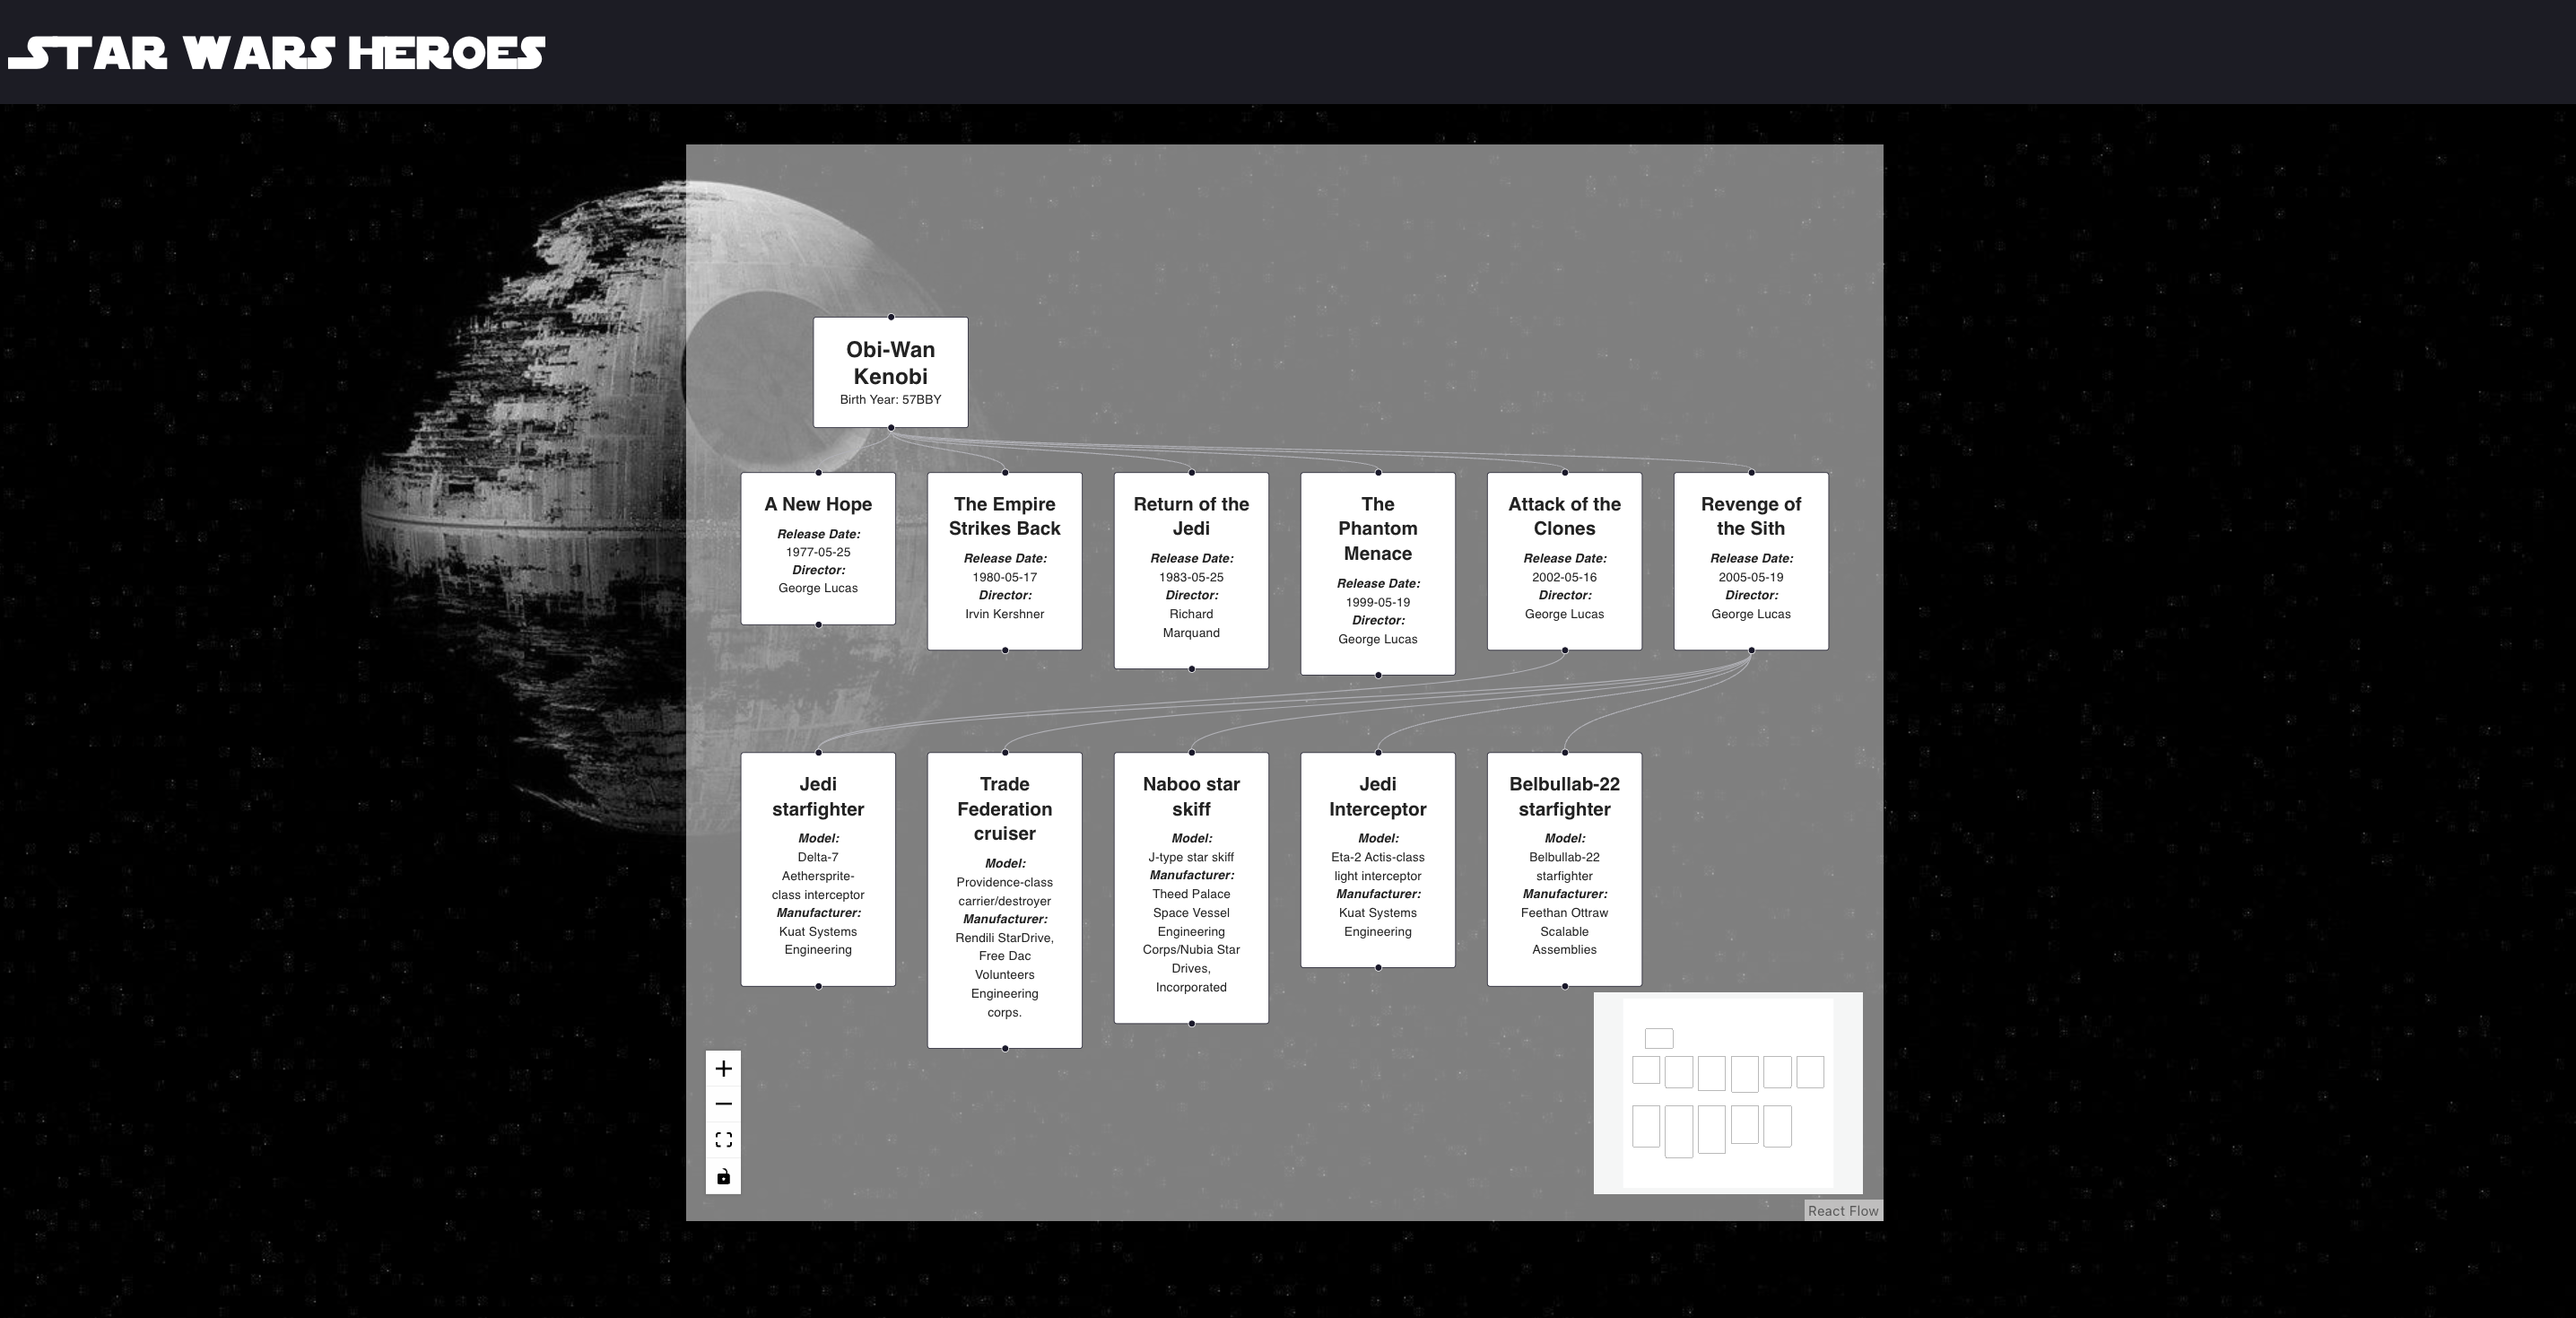 STAR WARS HEROES
Obi-Wan
Kenobi
Birth Year: 57BBY
A New Hope
Release Date:
1977-05-25
Director:
George Lucas
The Empire
Strikes Back
Release Date:
1980-05-17
Director:
Irvin Kershner
Return of the
Jedi
Release Date:
1983-05-25
Director:
Richard
Marquand
The
Phantom
Menace
Release Date:
1999-05-19
Director:
George Lucas
Attack of the
Clones
Release Date:
2002-05-16
Director:
George Lucas
Revenge of
the Sith
Release Date:
2005-05-19
Director:
George Lucas
Jedi
starfighter
Model:
Delta-7
Aethersprite-
class interceptor
Manufacturer:
Kuat Systems
Engineering
Trade
Federation
cruiser
Model:
Providence-class
carrier/destroyer
Manufacturer:
Rendili StarDrive,
Free Dac
Volunteers
Engineering
corps.
Naboo star
skiff
Model:
J-type star skiff
Manufacturer:
Theed Palace
Space Vessel
Engineering
Corps/Nubia Star
Drives,
Incorporated
Jedi
Interceptor
Model:
Eta-2 Actis-class
light interceptor
Manufacturer:
Kuat Systems
Engineering
Belbullab-22
starfighter
Model:
Belbullab-22
starfighter
Manufacturer:
Feethan Ottraw
Scalable
Assemblies
React Flow